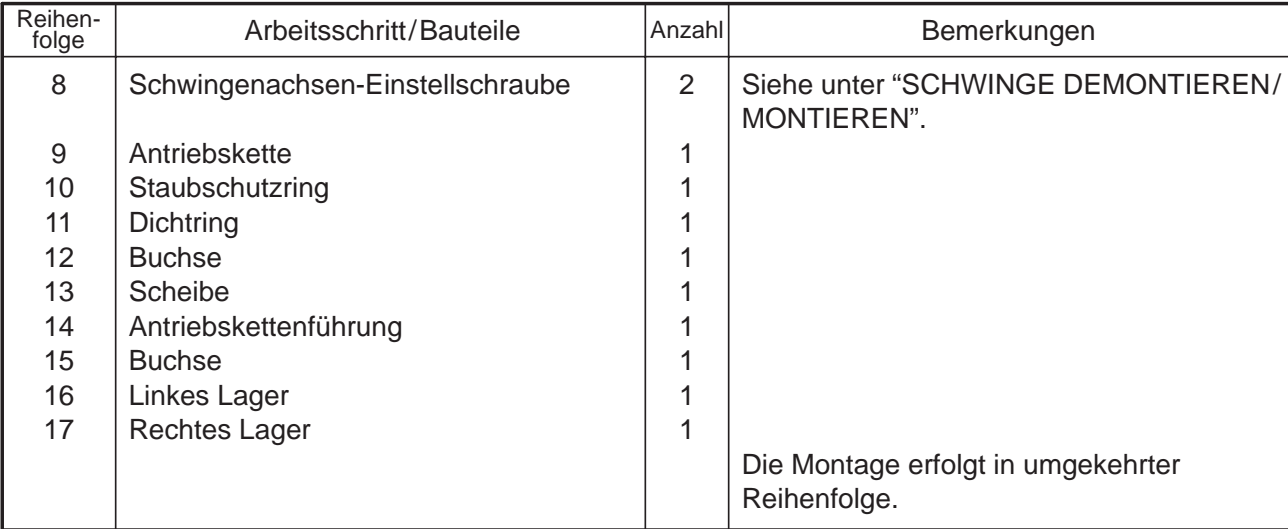 Reihen-
folge Arbeitsschritt/Bauteile Anzahl Bemerkungen
8 Schwingenachsen-Einstellschraube 2 Siehe unter “SCHWINGE DEMONTIEREN/
MONTIEREN”.
9 Antriebskette 1
10 Staubschutzring 1
11 Dichtring 1
12 Buchse 1
13 Scheibe 1
14 Antriebskettenführung 1
15 Buchse 1
16 Linkes Lager 1
17 Rechtes Lager 1
Die Montage erfolgt in umgekehrter
Reihenfolge.